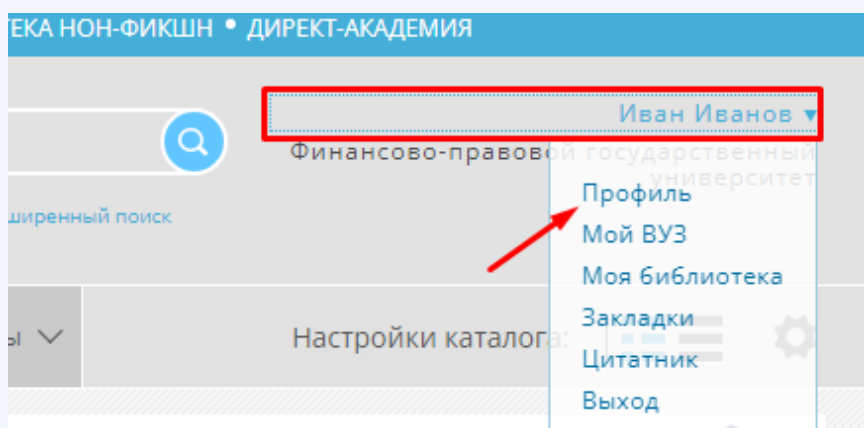 ТЕКА НОН-ФИКШН • ДИРЕКТ-АКАДЕМИЯ
Иван Иванов ▼
Финансово-правовой государственный
университет
ширенный поиск
Профиль
Мой ВУЗ
Моя библиотека
Закладки
Цитатник
Выход
ы
Настройки каталога: